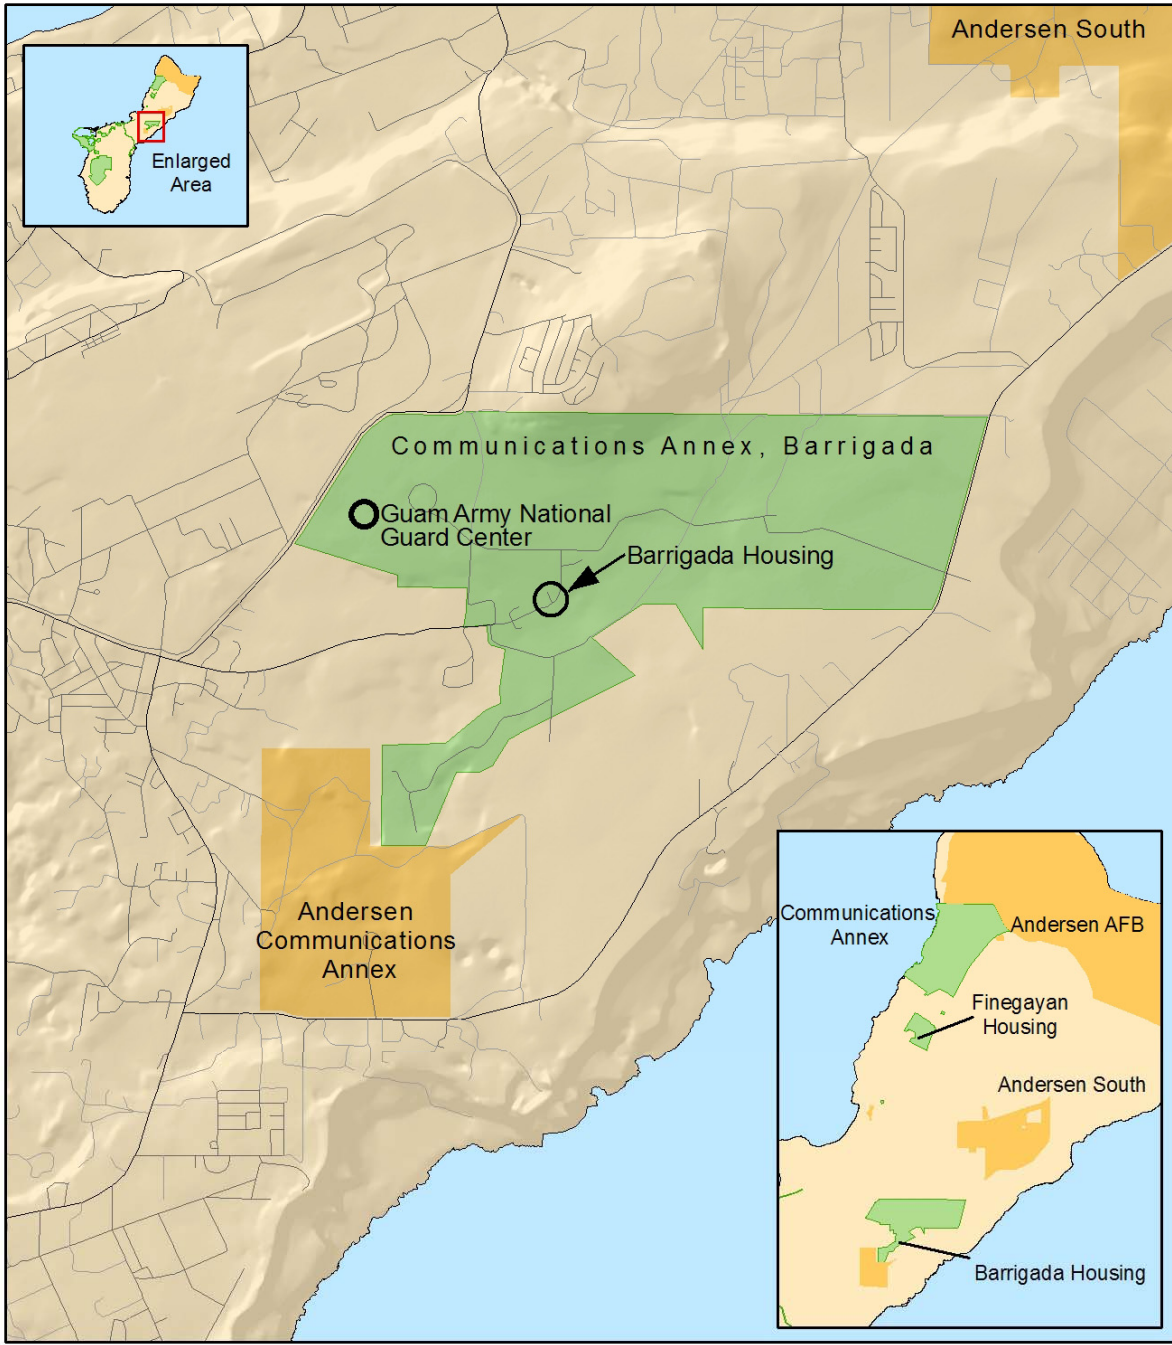 Andersen South
Enlarged
Area
Communications Annex, Barrigada
Guam Army National
Guard Center
Barrigada Housing
Andersen
Communications
Annex
Communications
Annex
Andersen AFB
Finegayan
Housing
Andersen South
Barrigada Housing